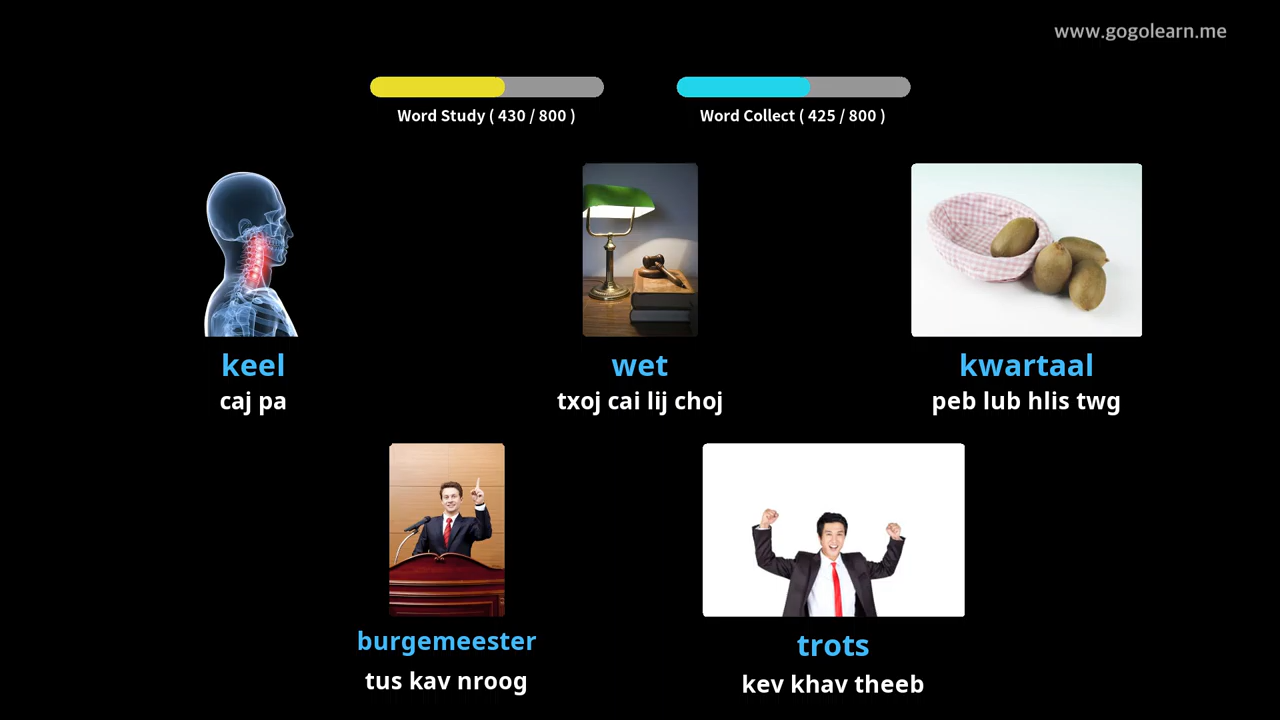 www.gogolearn.me
Word Study ( 430 / 800 )
Word Collect ( 425 / 800 )
keel
caj pa
wet
txoj cai lij choj
kwartaal
peb lub hlis twg
burgemeester
tus kav nroog
trots
kev khav theeb